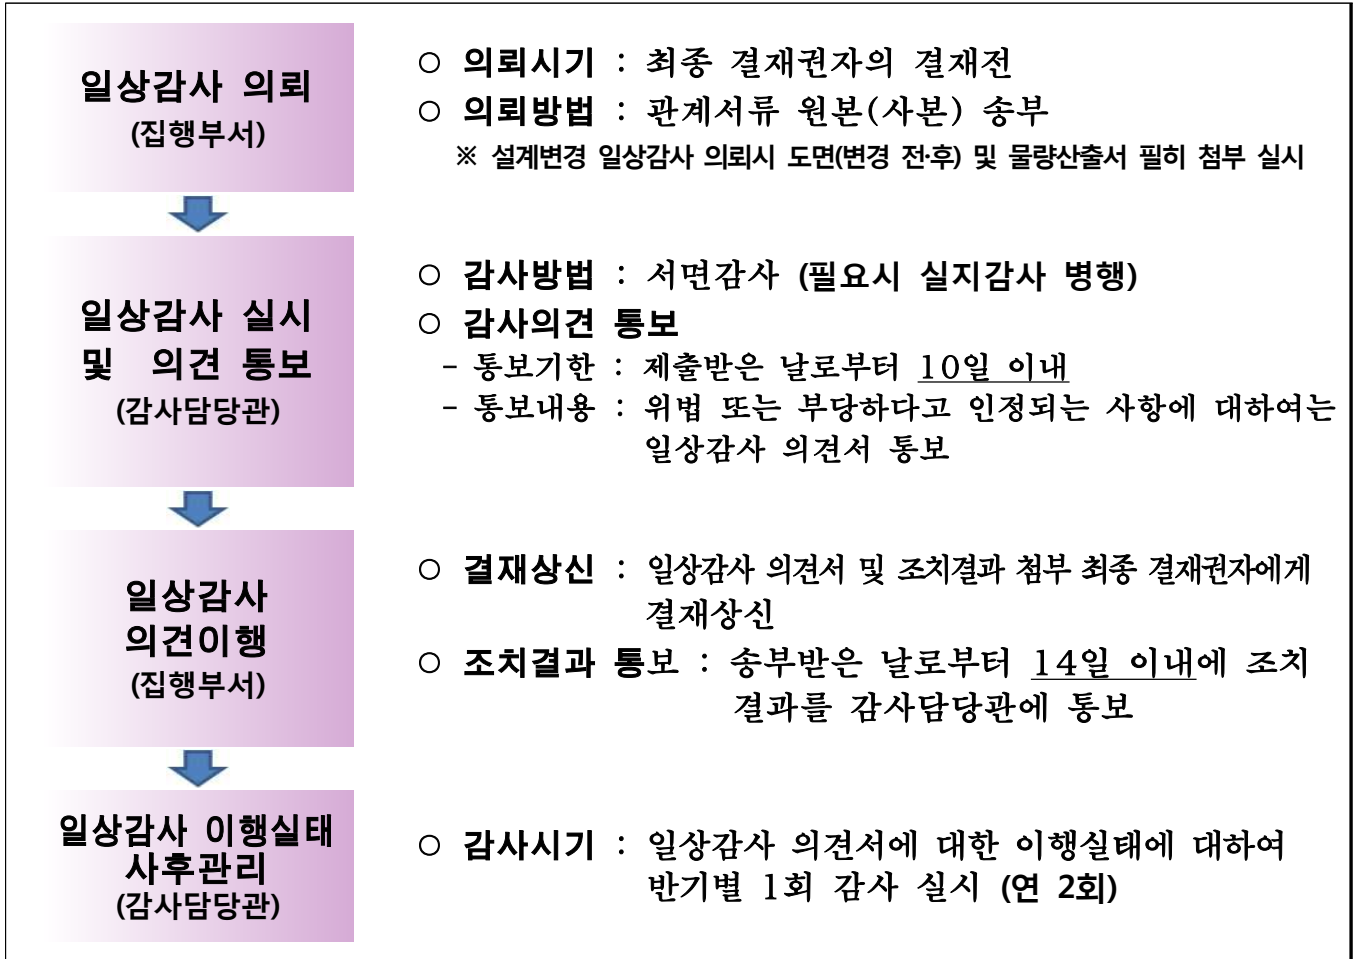 일상감사 의뢰
(집행부서)
○ 의뢰시기 : 최종 결재권자의 결재전
○ 의뢰방법 : 관계서류 원본(사본) 송부
※ 설계변경 일상감사 의뢰시 도면(변경 전·후) 및 물량산출서 필히 첨부 실시
일상감사 실시
및 의견 통보
(감사담당관)
○ 감사방법 : 서면감사 (필요시 실지감사 병행)
○ 감사의견 통보
- 통보기한 : 제출받은 날로부터 10일 이내
- 통보내용 : 위법 또는 부당하다고 인정되는 사항에 대하여는
일상감사 의견서 통보
일상감사
의견이행
(집행부서)
○ 결재상신 : 일상감사 의견서 및 조치결과 첨부 최종 결재권자에게
결재상신
○ 조치결과 통보 : 송부받은 날로부터 14일 이내에 조치
결과를 감사담당관에 통보
일상감사 이행실태
사후관리
(감사담당관)
○ 감사시기 : 일상감사 의견서에 대한 이행실태에 대하여
반기별 1회 감사 실시 (연 2회)